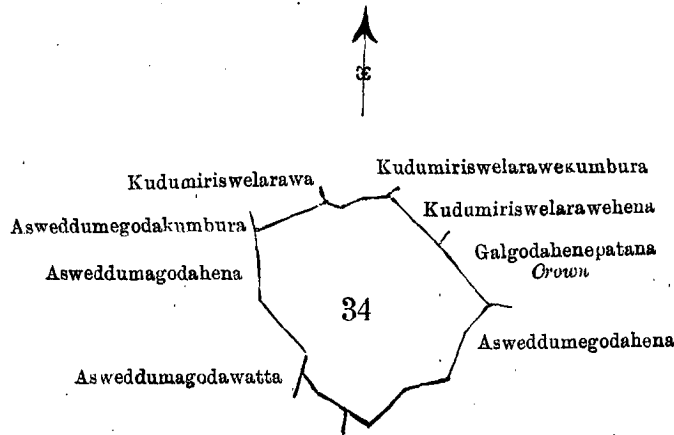 Kudumiriswelarawekumbura
Kudumiriswelarawa
Kudumiriswelarawehena
Asweddumegodakumbura
Galgodahenepatana
Crown
Asweddumagodahena
34
Asweddumegodahena
Asweddumagodawatta